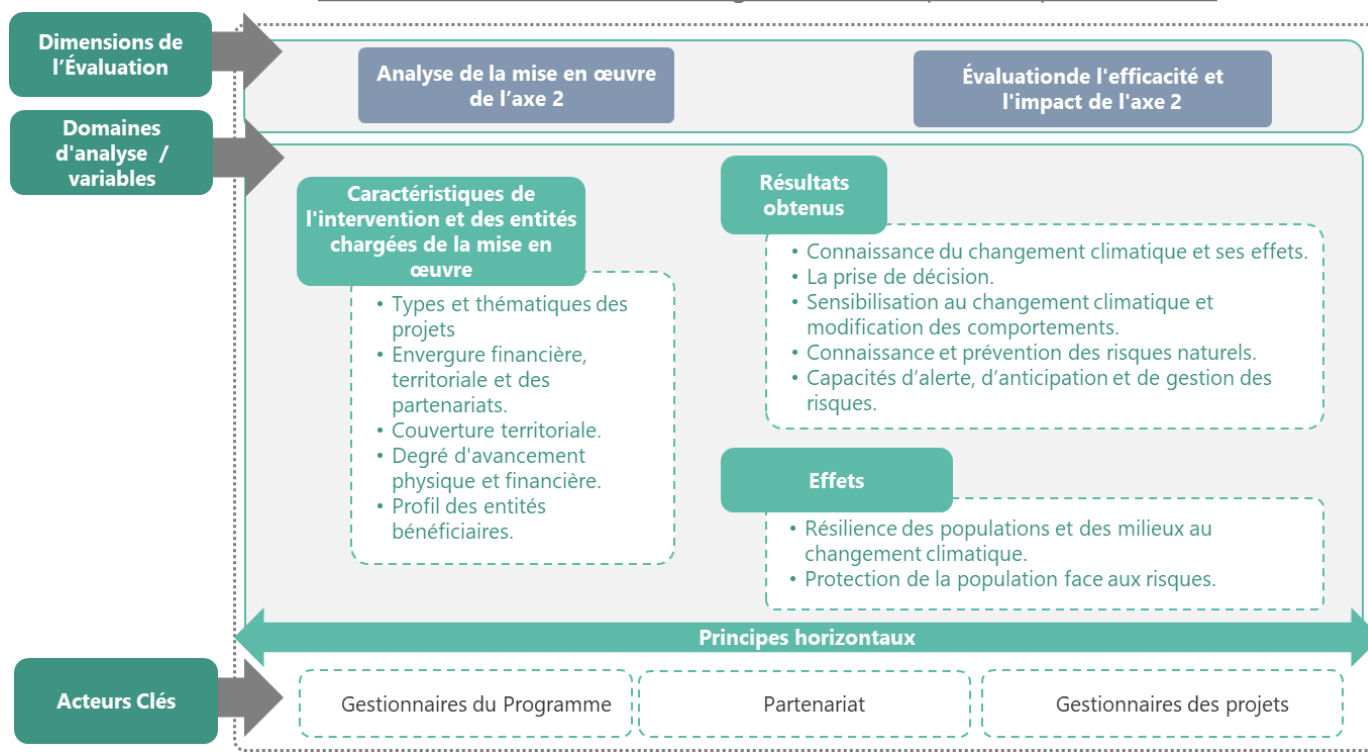 Dimensions de
l'Évaluation
Analyse de la mise en œuvre
de l'axe 2
Évaluationde l'efficacité et
l'impact de l'axe 2
Domaines
d'analyse /
variables
Caractéristiques de
l'intervention et des entités
chargées de la mise en
œuvre
• Types et thématiques des
projets
• Envergure financière,
territoriale et des
partenariats.
• Couverture territoriale.
• Degré d'avancement
physique et financière.
• Profil des entités
bénéficiaires.
Résultats
obtenus
• Connaissance du changement climatique et ses effets.
• La prise de décision.
• Sensibilisation au changement climatique et
modification des comportements.
• Connaissance et prévention des risques naturels.
• Capacités d'alerte, d'anticipation et de gestion des
risques.
Effets
• Résilience des populations et des milieux au
changement climatique.
• Protection de la population face aux risques.
Principes horizontaux
Acteurs Clés
Gestionnaires du Programme
Partenariat
Gestionnaires des projets